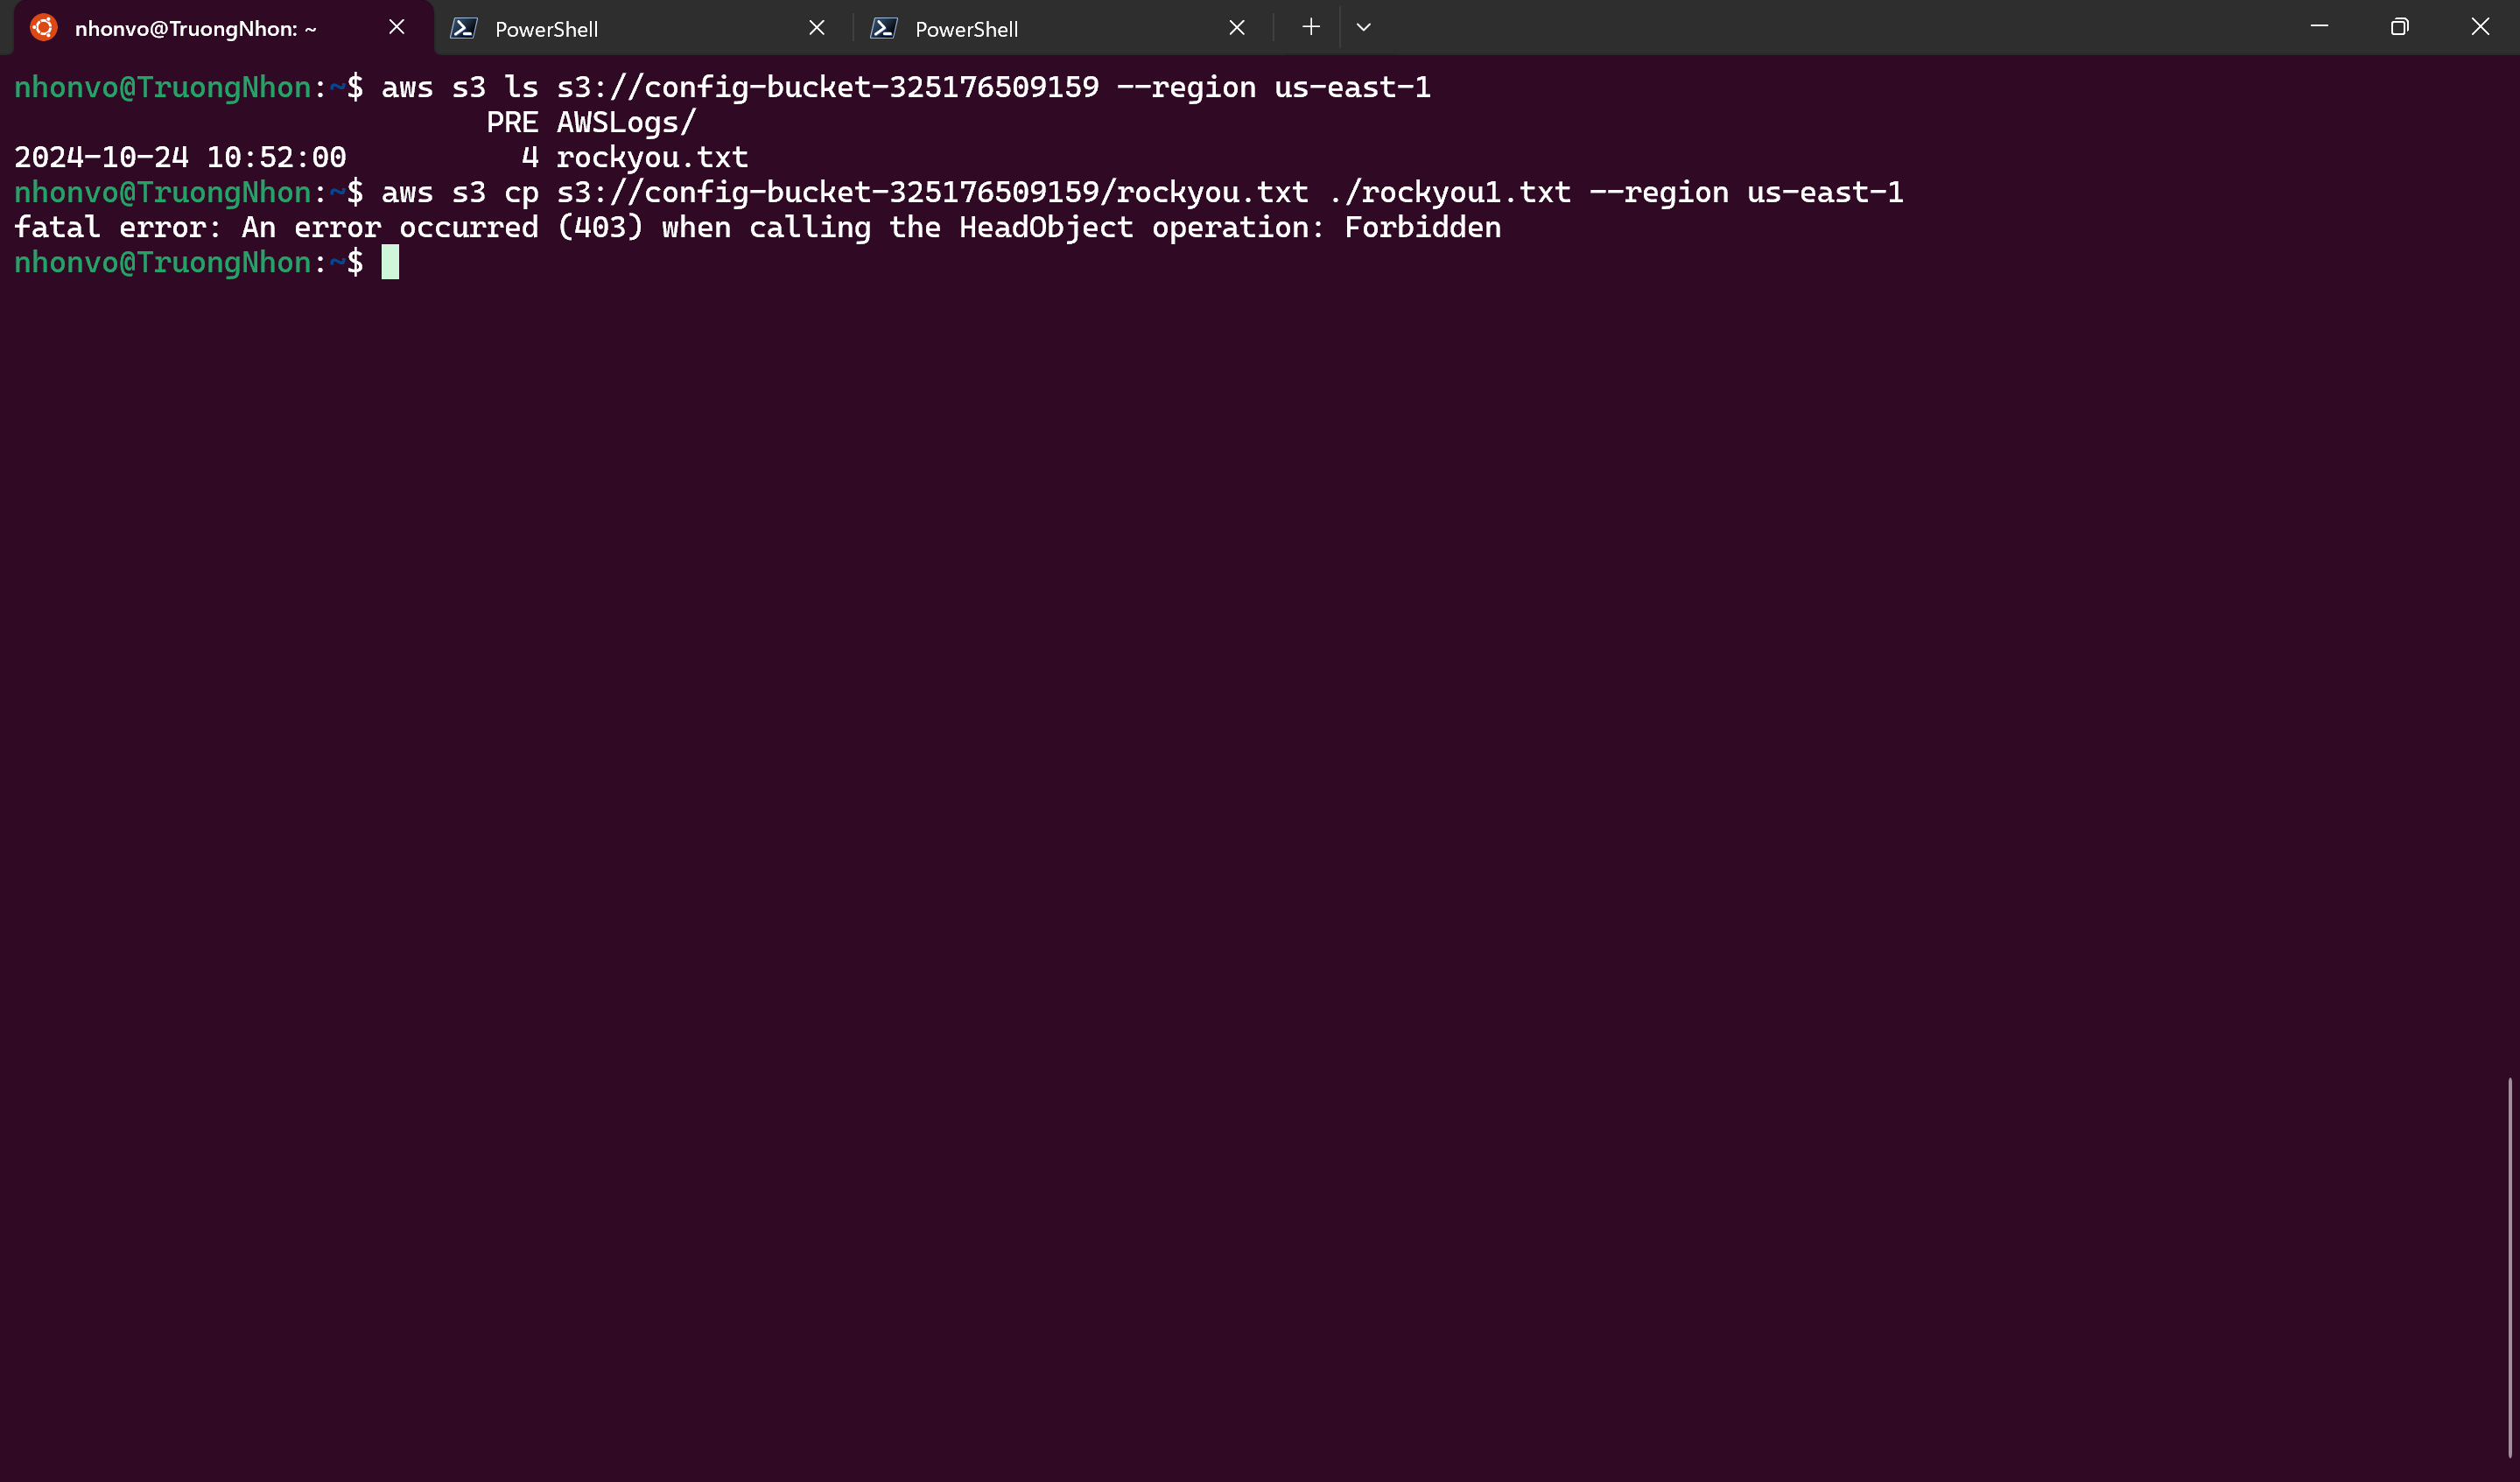 nhonvo@TruongNhon: ~ PowerShell PowerShell
nhonvo@TruongNhon:~$ aws s3 ls s3://config-bucket-325176509159 --region us-east-1
PRE AWSLogs/
2024-10-24 10:52:00 4 rockyou.txt
nhonvo@TruongNhon:~$ aws s3 cp s3://config-bucket-325176509159/rockyou.txt ./rockyou1.txt --region us-east-1
fatal error: An error occurred (403) when calling the HeadObject operation: Forbidden
nhonvo@TruongNhon:~$